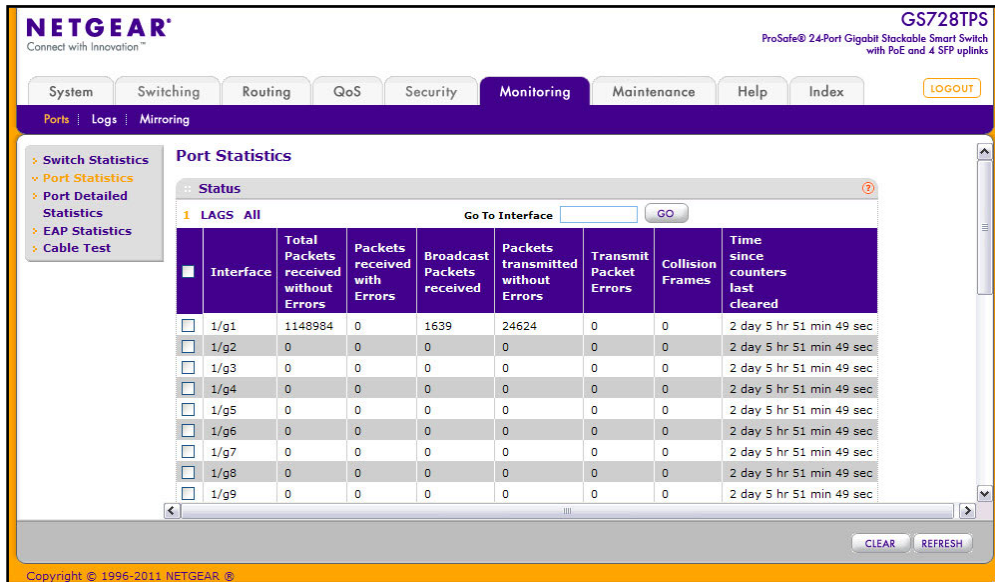 NETGEAR®
Connect with Innovation™
GS728TPS
ProSafe® 24-Port Gigabit Stackable Smart Switch
with PoE and 4 SFP uplinks
System Switching Routing QoS Security Monitoring Maintenance Help Index LOGOUT
Ports Logs Mirroring
Switch Statistics
Port Statistics
Port Detailed
Statistics
EAP Statistics
Cable Test
Port Statistics
Status
1 LAGS All Go To Interface GO
Interface Total Packets received without Errors Packets received with Errors Broadcast Packets received Packets transmitted without Errors Transmit Packet Errors Collision Frames Time since counters last cleared
1/g1 1148984 0 1639 24624 0 0 2 day 5 hr 51 min 49 sec
1/g2 0 0 0 0 0 0 2 day 5 hr 51 min 49 sec
1/g3 0 0 0 0 0 0 2 day 5 hr 51 min 49 sec
1/g4 0 0 0 0 0 0 2 day 5 hr 51 min 49 sec
1/g5 0 0 0 0 0 0 2 day 5 hr 51 min 49 sec
1/g6 0 0 0 0 0 0 2 day 5 hr 51 min 49 sec
1/g7 0 0 0 0 0 0 2 day 5 hr 51 min 49 sec
1/g8 0 0 0 0 0 0 2 day 5 hr 51 min 49 sec
1/g9 0 0 0 0 0 0 2 day 5 hr 51 min 49 sec
CLEAR REFRESH
Copyright © 1996-2011 NETGEAR ®